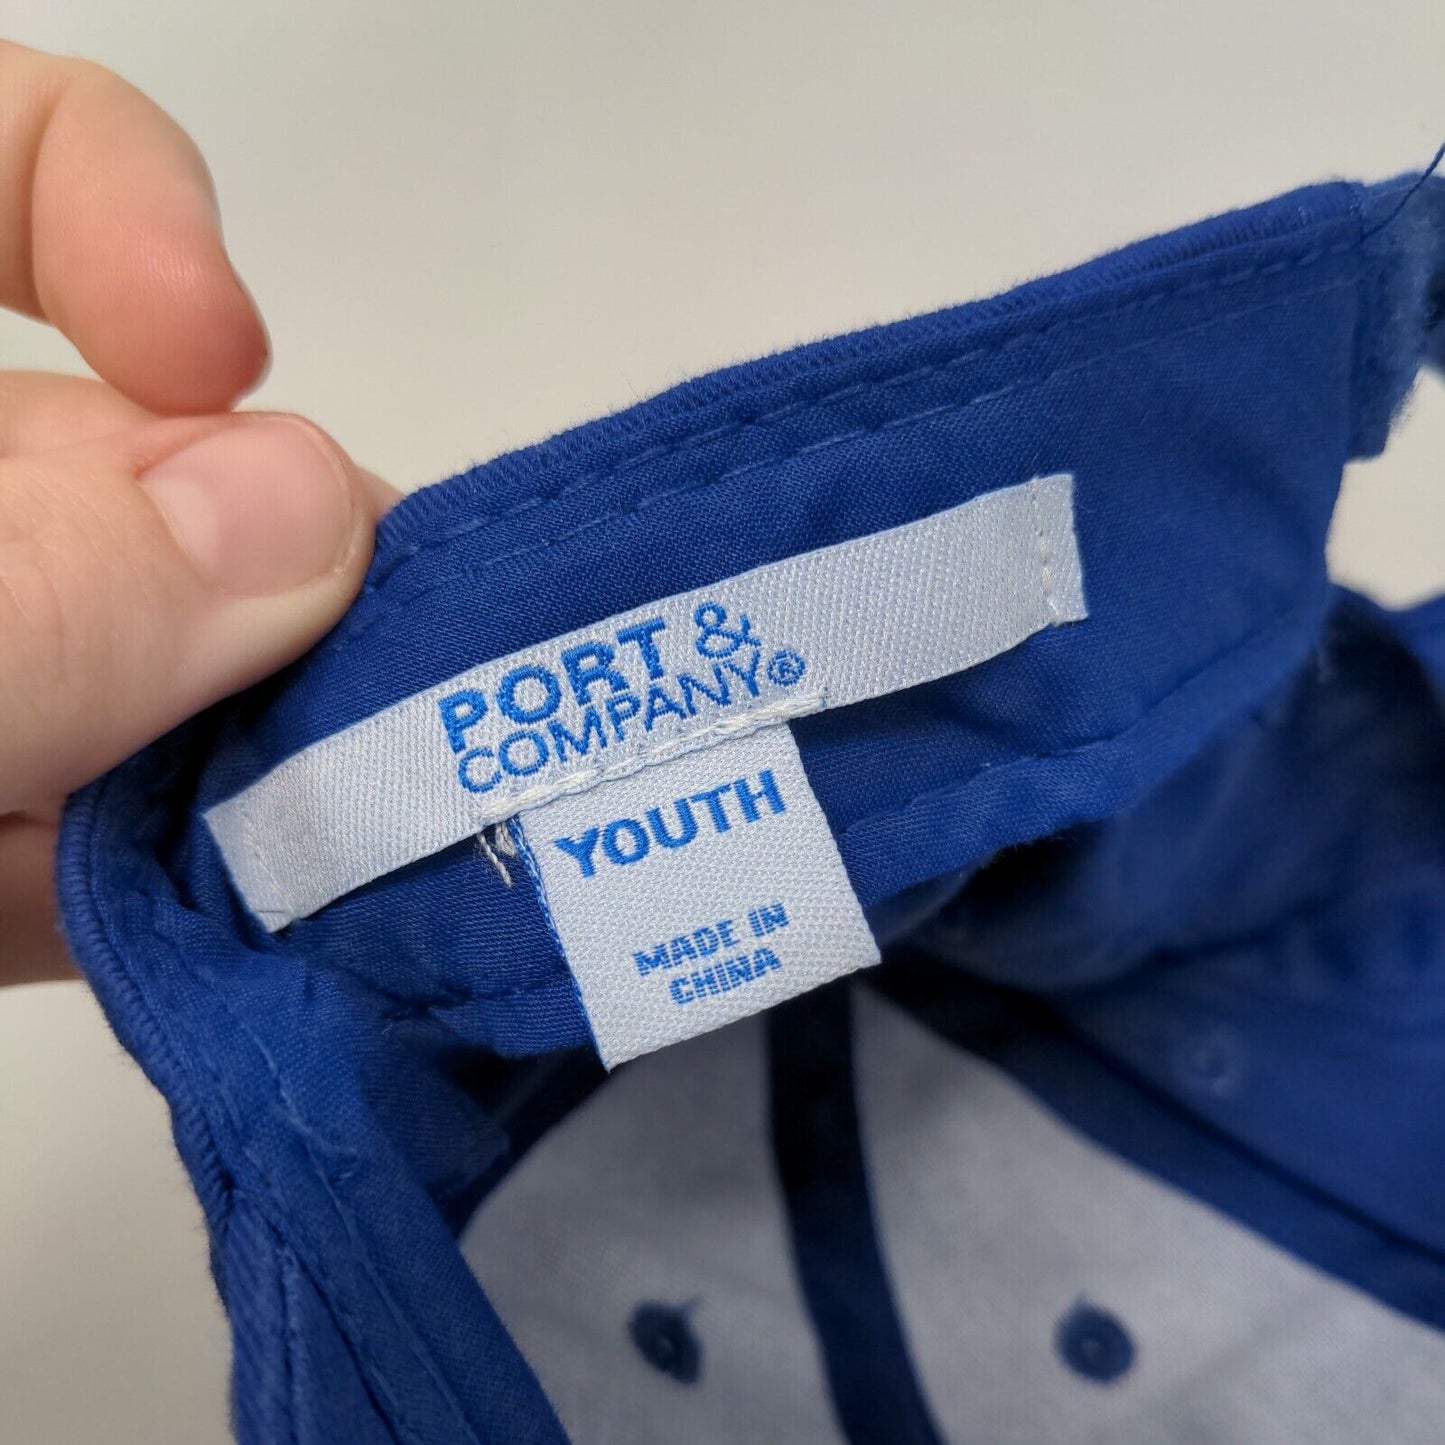 PORT &
COMPANY®
YOUTH
MADE IN
CHINA